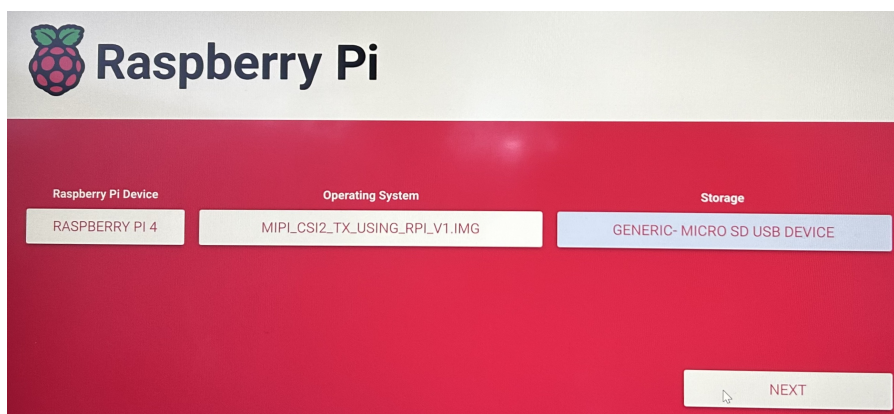 Raspberry Pi
Raspberry Pi Device
Operating System
Storage
RASPBERRY PI 4
MIPI_CSI2_TX_USING_RPI_V1.IMG
GENERIC- MICRO SD USB DEVICE
NEXT